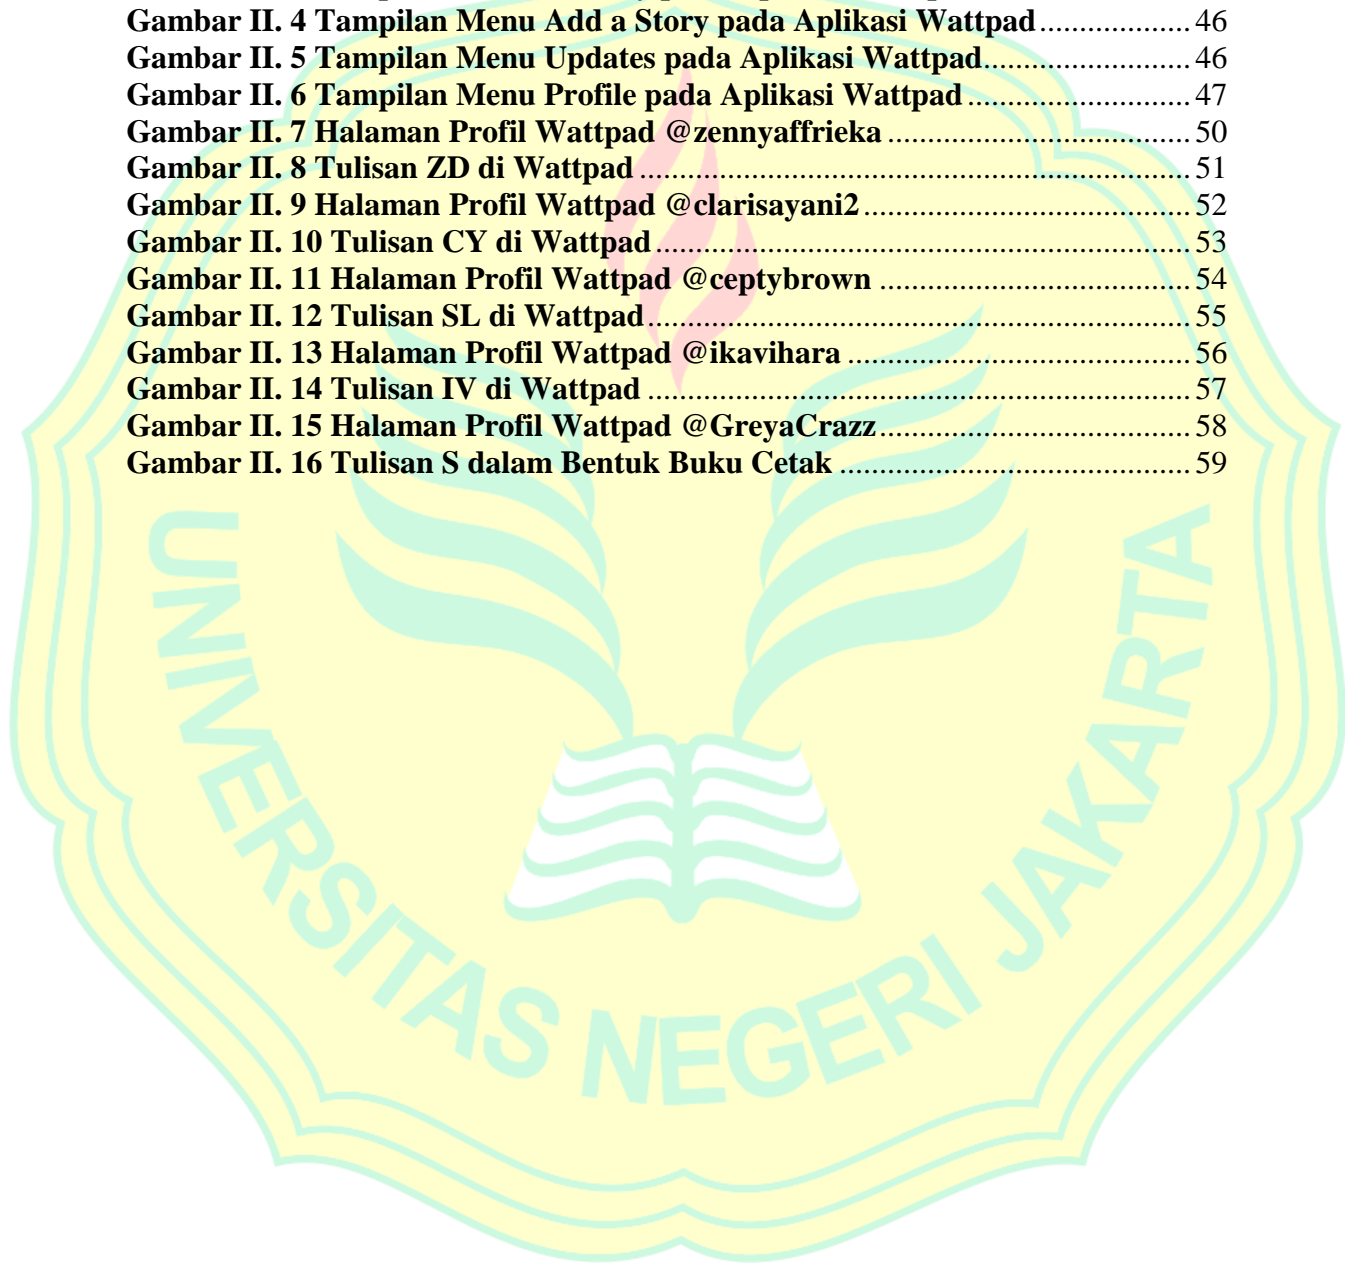 Gambar II. 4 Tampilan Menu Add a Story pada Aplikasi Wattpad.................. 46
Gambar II. 5 Tampilan Menu Updates pada Aplikasi Wattpad........................ 46
Gambar II. 6 Tampilan Menu Profile pada Aplikasi Wattpad .......................... 47
Gambar II. 7 Halaman Profil Wattpad @zennyaffrieka .................................... 50
Gambar II. 8 Tulisan ZD di Wattpad .................................................................. 51
Gambar II. 9 Halaman Profil Wattpad @clarisayani2....................................... 52
Gambar II. 10 Tulisan CY di Wattpad................................................................ 53
Gambar II. 11 Halaman Profil Wattpad @ceptybrown ..................................... 54
Gambar II. 12 Tulisan SL di Wattpad................................................................. 55
Gambar II. 13 Halaman Profil Wattpad @ikavihara ......................................... 56
Gambar II. 14 Tulisan IV di Wattpad ................................................................. 57
Gambar II. 15 Halaman Profil Wattpad @GreyaCrazz..................................... 58
Gambar II. 16 Tulisan S dalam Bentuk Buku Cetak .......................................... 59
UNIVERSITAS NEGERI JAKARTA